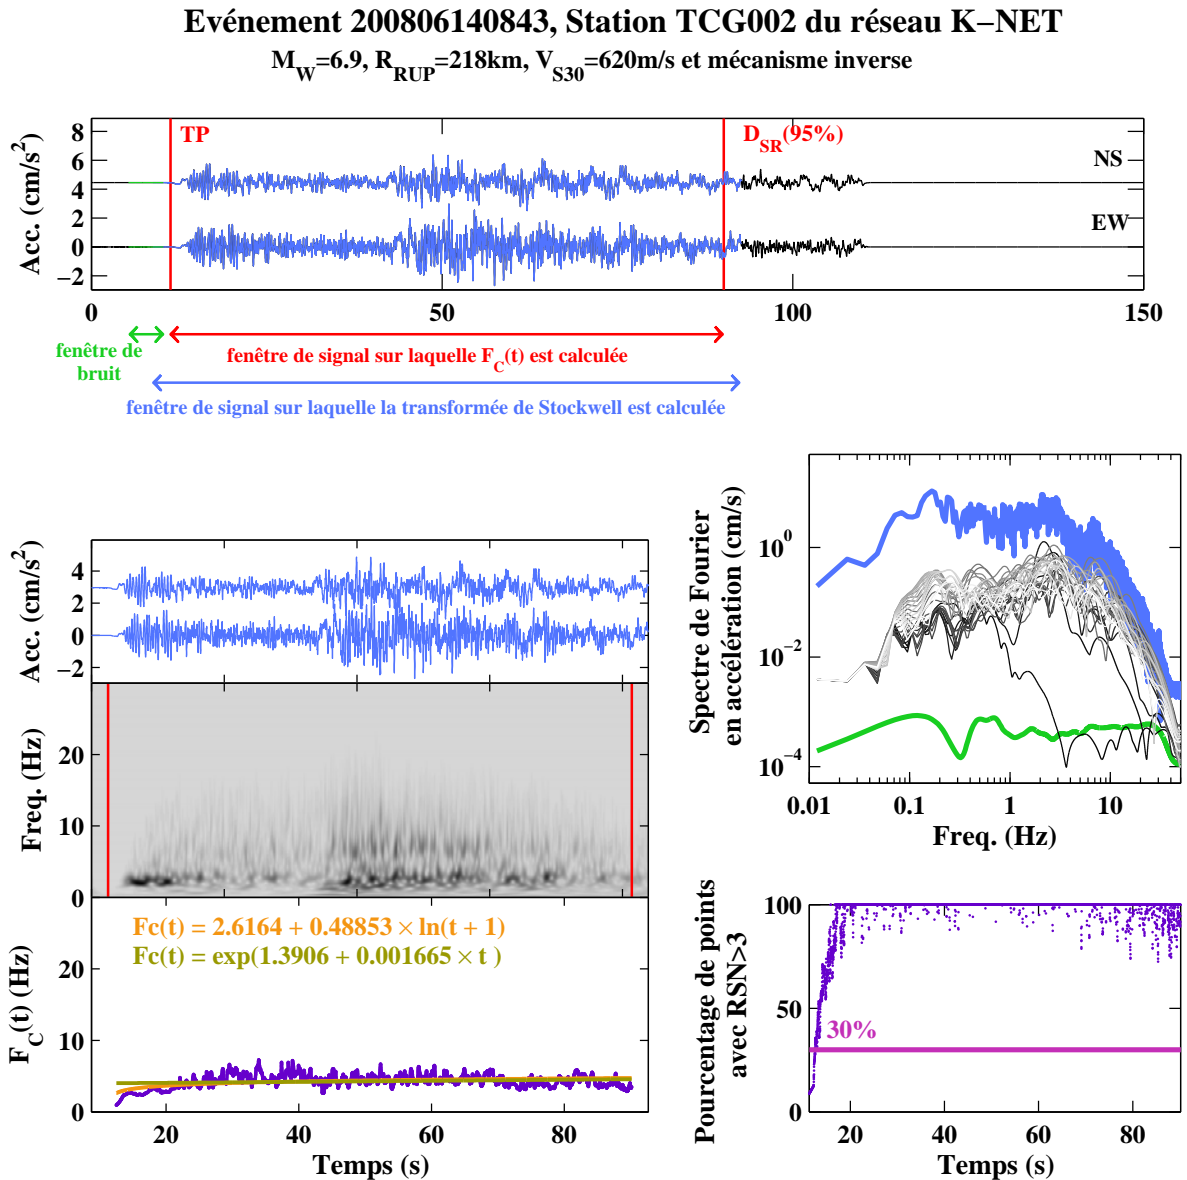 Evénement 200806140843, Station TCG002 du réseau K−NET
M_W=6.9, R_RUP=218km, V_S30=620m/s et mécanisme inverse
Acc. (cm/s²)
8
6
4
2
0
−2
TP
D_SR(95%)
NS
EW
0
50
100
150
fenêtre de
bruit
fenêtre de signal sur laquelle F_C(t) est calculée
fenêtre de signal sur laquelle la transformée de Stockwell est calculée
Acc. (cm/s²)
4
2
0
−2
Freq. (Hz)
20
10
0
F_C(t) (Hz)
20
10
0
Fc(t) = 2.6164 + 0.48853 × ln(t + 1)
Fc(t) = exp(1.3906 + 0.001665 × t )
20
40
60
80
Temps (s)
Spectre de Fourier
en accélération (cm/s)
10⁰
10⁻²
10⁻⁴
0.01
0.1
1
10
Freq. (Hz)
Pourcentage de points
avec RSN>3
100
50
0
30%
20
40
60
80
Temps (s)